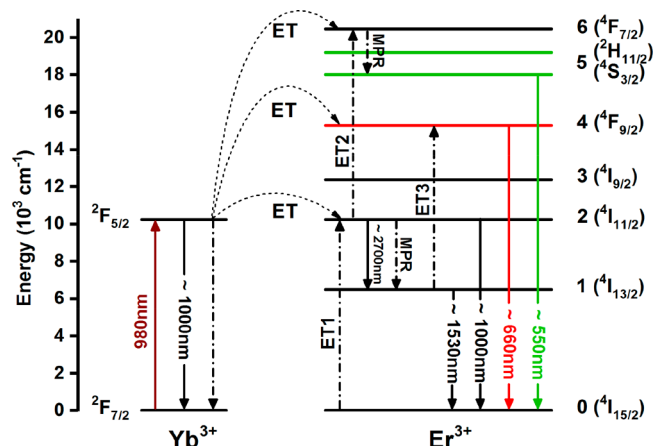 Energy (10³ cm⁻¹)
20
18
16
14
12
10
8
6
4
2
0
²F₅/₂
²F₇/₂
980nm
~ 1000nm
Yb³⁺
ET
ET
ET
ET1
ET2
MPR
~ 2700nm
MPR
ET3
~ 1530nm
~ 1000nm
~ 660nm
~ 550nm
Er³⁺
6 (⁴F₇/₂)
(²H₁₁/₂)
5
(⁴S₃/₂)
4 (⁴F₉/₂)
3 (⁴I₉/₂)
2 (⁴I₁₁/₂)
1 (⁴I₁₃/₂)
0 (⁴I₁₅/₂)